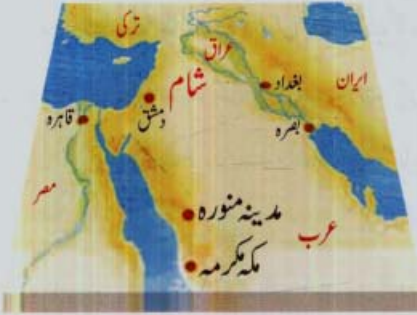 ترکی
عراق
ایران
شام
بغداد
دمشق
قاہرہ
بصرہ
مصر
مدینہ منورہ
عرب
مکہ مکرمہ